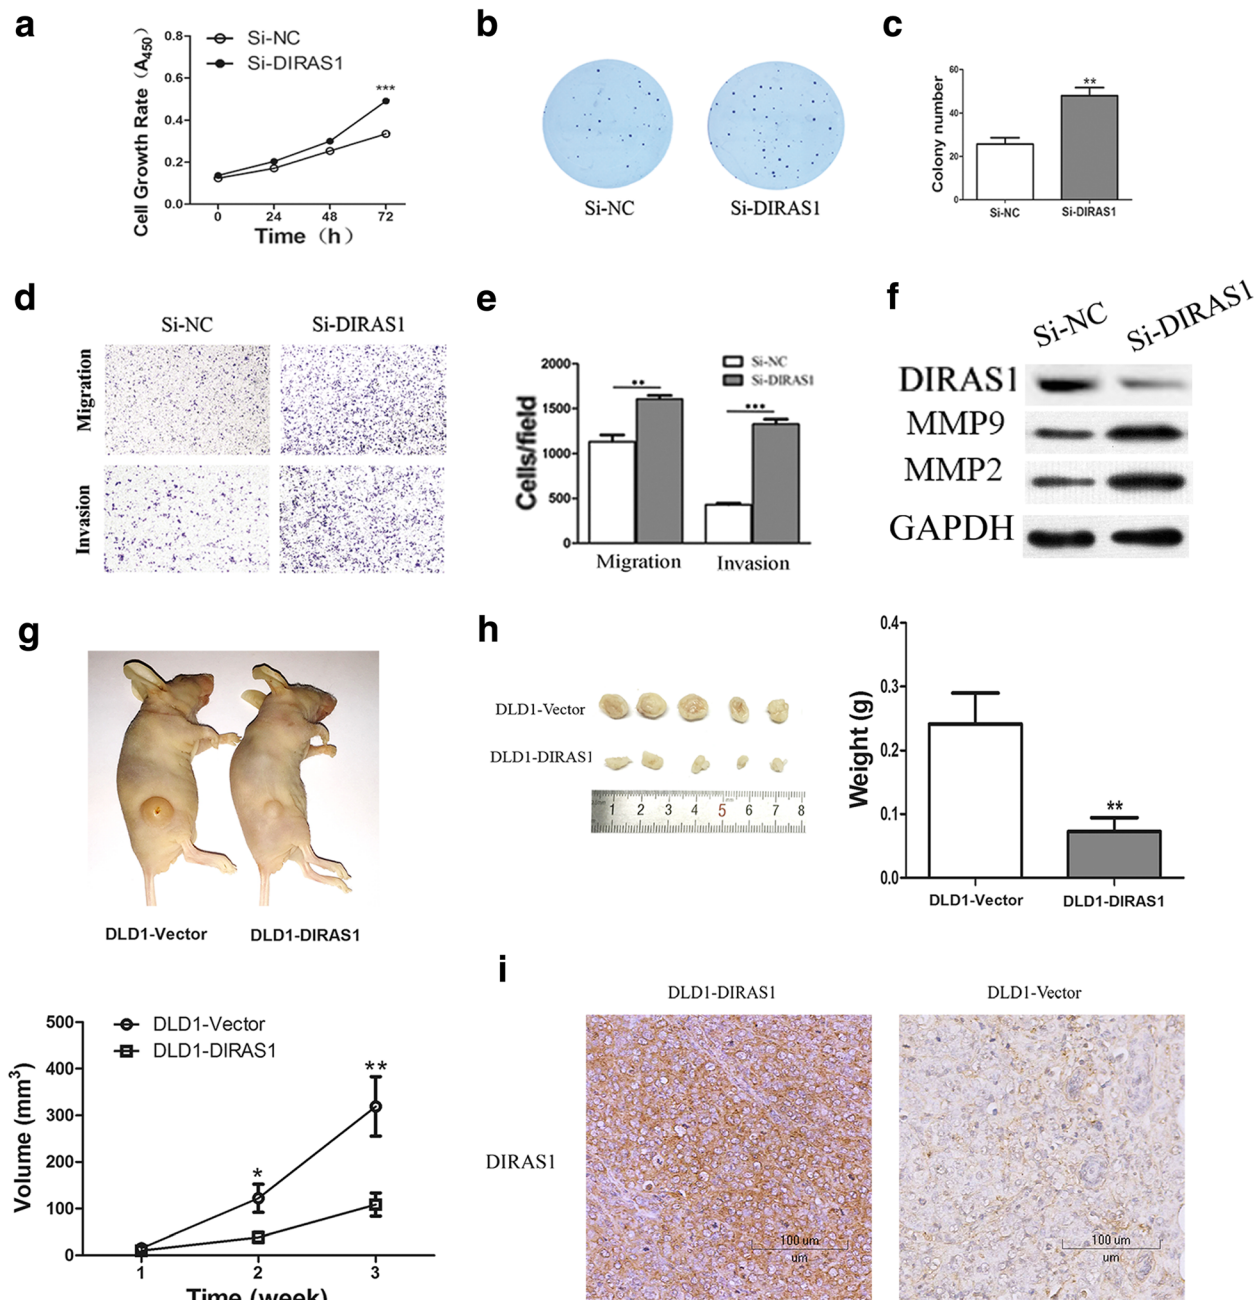 a
Cell Growth Rate (A450)
0.8
0.6
0.4
0.2
0.0
Si-NC
Si-DIRAS1
***
0 24 48 72
Time (h)
b
Si-NC
Si-DIRAS1
c
Colony number
60
40
20
0
**
Si-NC
Si-DIRAS1
d
Si-NC
Si-DIRAS1
Migration
Invasion
e
Cells/field
2000
1500
1000
500
0
Si-NC
Si-DIRAS1
**
***
Migration
Invasion
f
Si-NC
Si-DIRAS1
DIRAS1
MMP9
MMP2
GAPDH
g
DLD1-Vector
DLD1-DIRAS1
Volume (mm3)
500
400
300
200
100
0
DLD1-Vector
DLD1-DIRAS1
*
**
1 2 3
Time (week)
h
DLD1-Vector
DLD1-DIRAS1
1 2 3 4 5 6 7 8
Weight (g)
0.4
0.3
0.2
0.1
0.0
**
DLD1-Vector
DLD1-DIRAS1
i
DLD1-DIRAS1
DLD1-Vector
DIRAS1
100 um
um
100 um
um